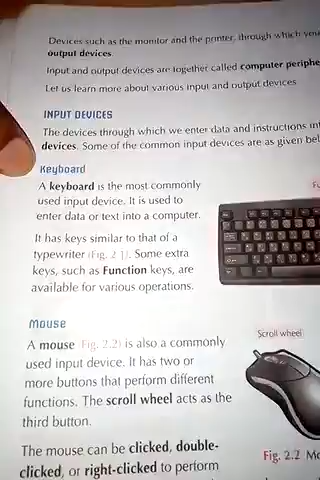 Devices such as the monitor and the printer, through which you
output devices
Input and output devices are together called computer periphe
Let us learn more about various input and output devices
INPUT DEVICES
The devices through which we enter data and instructions int
devices. Some of the common input devices are as given bel
Keyboard
A keyboard is the most commonly
used input device. It is used to
enter data or text into a computer.
Fi
It has keys similar to that of a
typewriter (Fig. 2.1). Some extra
keys, such as Function keys, are
available for various operations.
Mouse
Scroll wheel
A mouse (Fig. 2.2) is also a commonly
used input device. It has two or
more buttons that perform different
functions. The scroll wheel acts as the
third button.
The mouse can be clicked, double-
clicked, or right-clicked to perform
Fig. 2.2 Mo